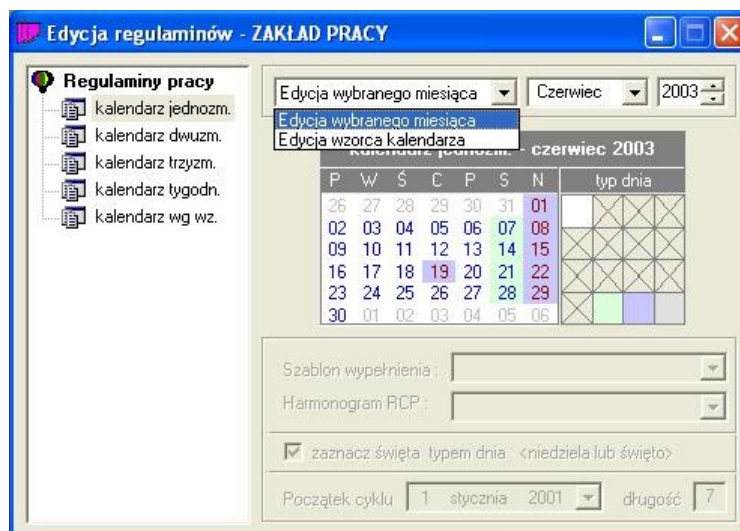 Edycja regulaminów - ZAKŁAD PRACY
Regulaminy pracy
kalendarz jednozm.
kalendarz dwuzm.
kalendarz trzyzm.
kalendarz tygodn.
kalendarz wg wz.
Edycja wybranego miesiąca Czerwiec 2003
Edycja wybranego miesiąca
Edycja wzorca kalendarza
kalendarz jednozm. - czerwiec 2003
P W Ś C P S N typ dnia
26 27 28 29 30 31 01
02 03 04 05 06 07 08
09 10 11 12 13 14 15
16 17 18 19 20 21 22
23 24 25 26 27 28 29
30 01 02 03 04 05 06
Szablon wypełnienia :
Harmonogram RCP :
zaznacz święta typem dnia <niedziela lub święto>
Początek cyklu 1 stycznia 2001 długość 7